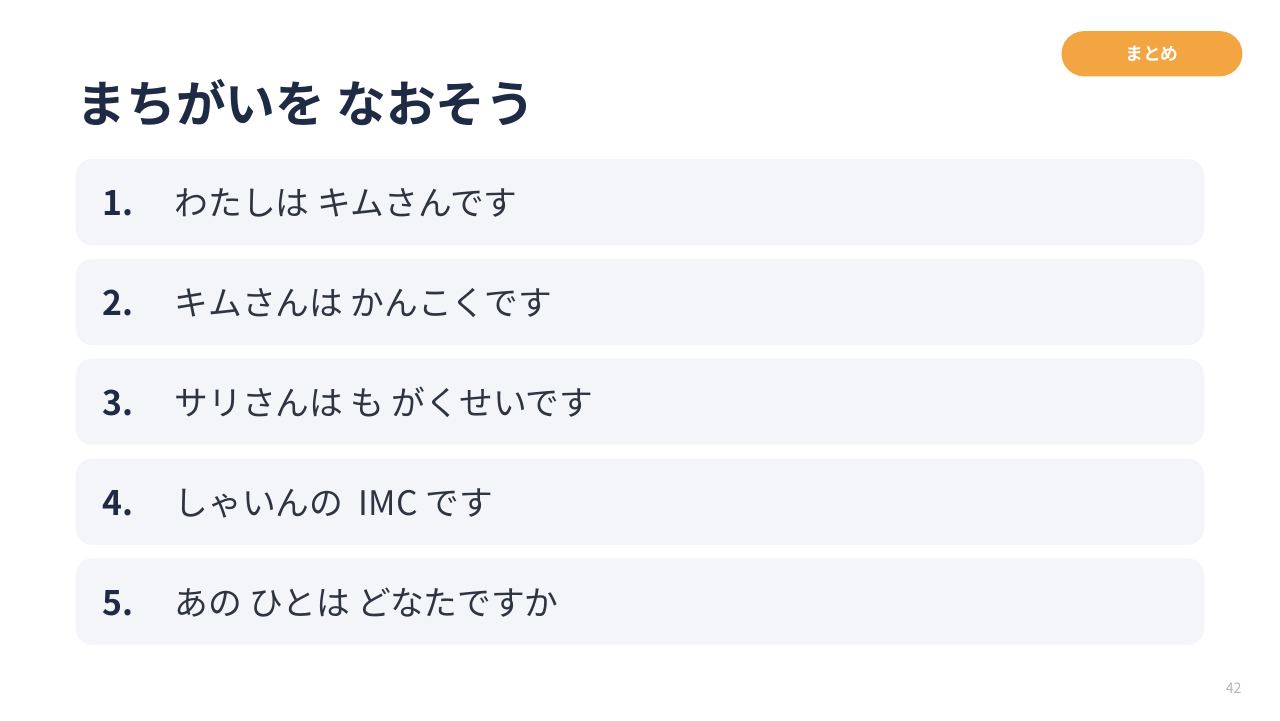 まとめ
まちがいを なおそう
1. わたしは キムさんです
2. キムさんは かんこくです
3. サリさんは も がくせいです
4. しゃいんの IMC です
5. あの ひとは どなたですか
42